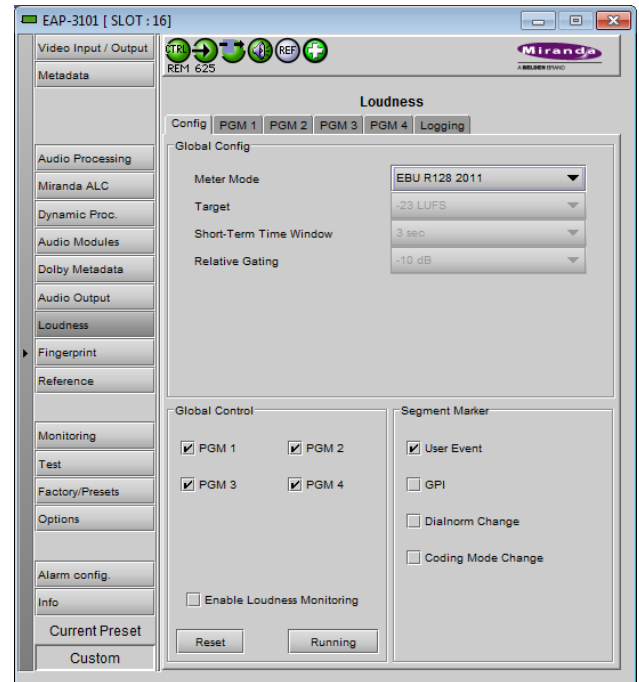 EAP-3101 [ SLOT : 16]
Video Input / Output
Metadata
Audio Processing
Miranda ALC
Dynamic Proc.
Audio Modules
Dolby Metadata
Audio Output
Loudness
Fingerprint
Reference
Monitoring
Test
Factory/Presets
Options
Alarm config.
Info
Current Preset
Custom
CTRL
REF
REM 625
Miranda
A BELDEN BRAND
Loudness
Config PGM 1 PGM 2 PGM 3 PGM 4 Logging
Global Config
Meter Mode EBU R128 2011
Target -23 LUFS
Short-Term Time Window 3 sec
Relative Gating -10 dB
Global Control
PGM 1 PGM 2
PGM 3 PGM 4
Enable Loudness Monitoring
Reset Running
Segment Marker
User Event
GPI
Dialnorm Change
Coding Mode Change